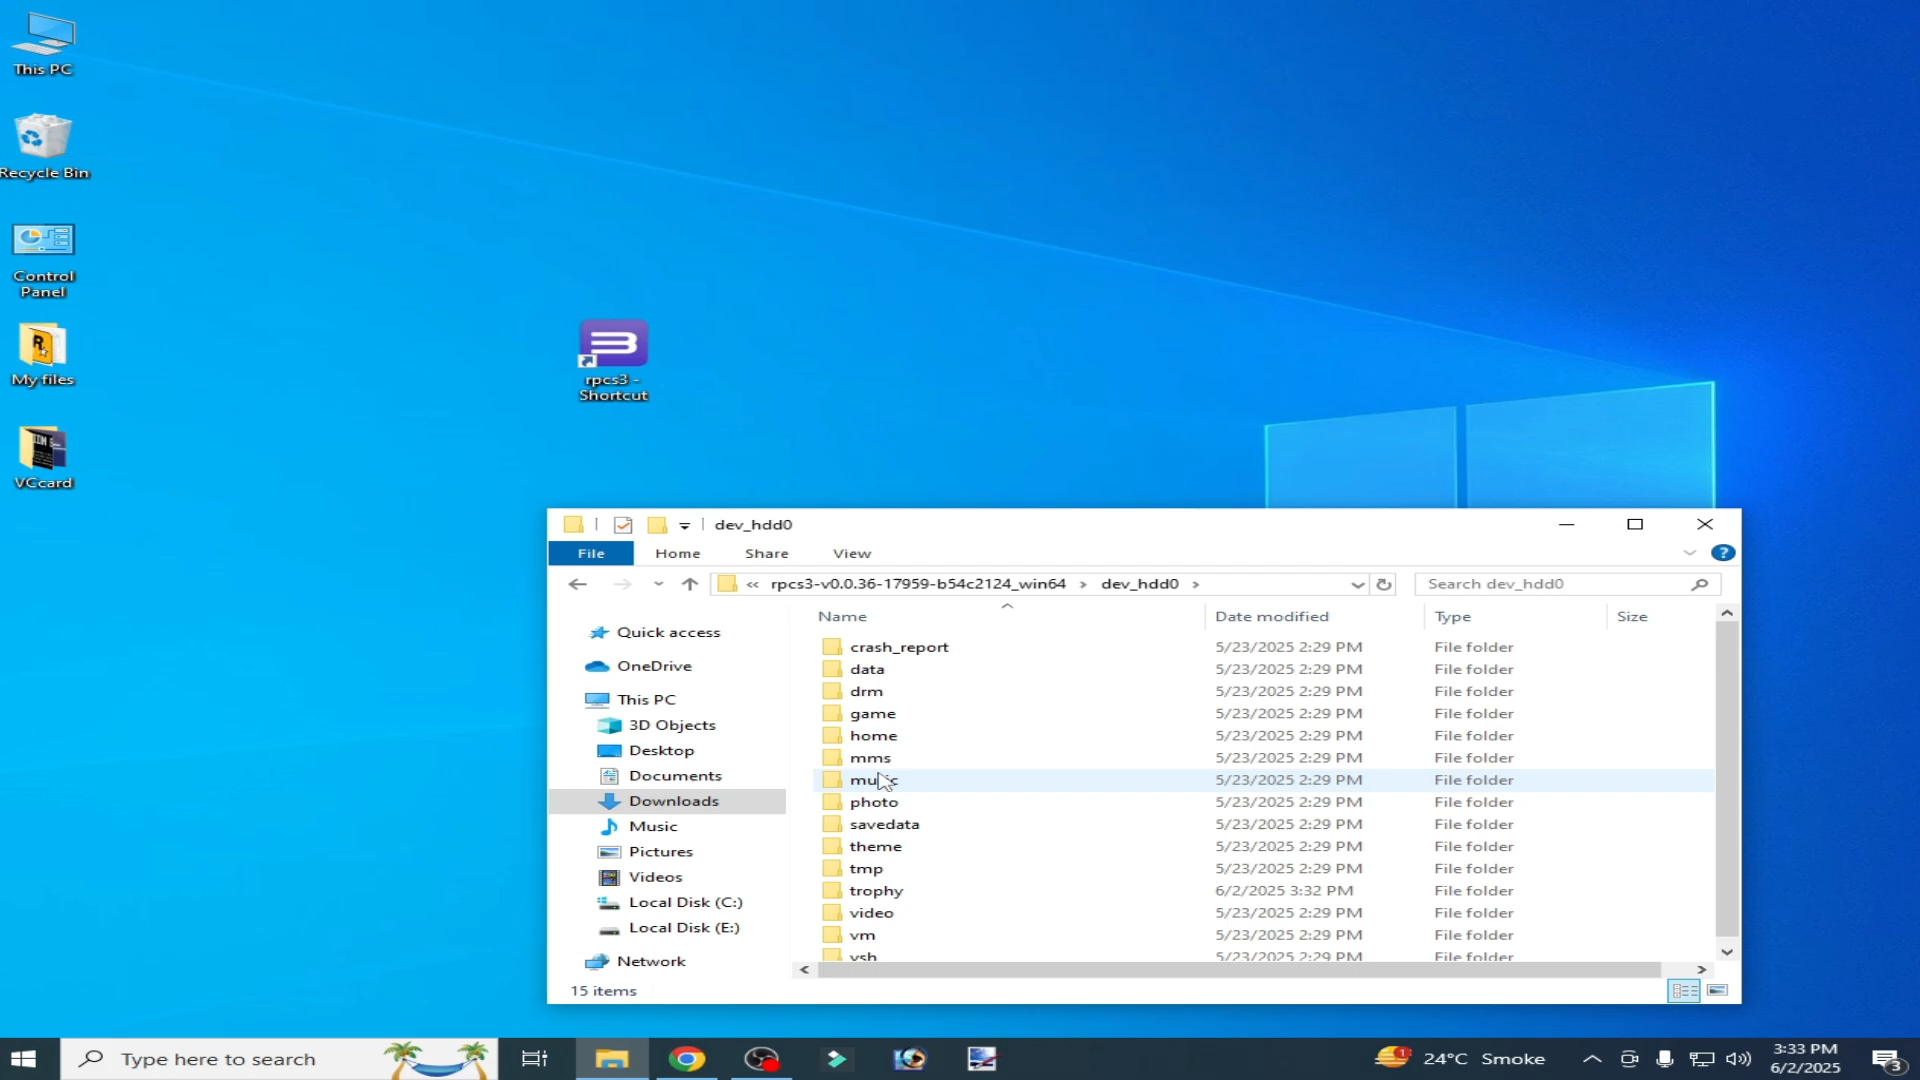 This PC
Recycle Bin
Control
Panel
My files
VCcard
rpcs3 -
Shortcut
dev_hdd0
File Home Share View
« rpcs3-v0.0.36-17959-b54c2124_win64 › dev_hdd0 ›
Search dev_hdd0
Name Date modified Type Size
Quick access
OneDrive
This PC
3D Objects
Desktop
Documents
Downloads
Music
Pictures
Videos
Local Disk (C:)
Local Disk (E:)
Network
crash_report 5/23/2025 2:29 PM File folder
data 5/23/2025 2:29 PM File folder
drm 5/23/2025 2:29 PM File folder
game 5/23/2025 2:29 PM File folder
home 5/23/2025 2:29 PM File folder
mms 5/23/2025 2:29 PM File folder
music 5/23/2025 2:29 PM File folder
photo 5/23/2025 2:29 PM File folder
savedata 5/23/2025 2:29 PM File folder
theme 5/23/2025 2:29 PM File folder
tmp 5/23/2025 2:29 PM File folder
trophy 6/2/2025 3:32 PM File folder
video 5/23/2025 2:29 PM File folder
vm 5/23/2025 2:29 PM File folder
vsh 5/23/2025 2:29 PM File folder
15 items
Type here to search
24°C Smoke
3:33 PM
6/2/2025
3